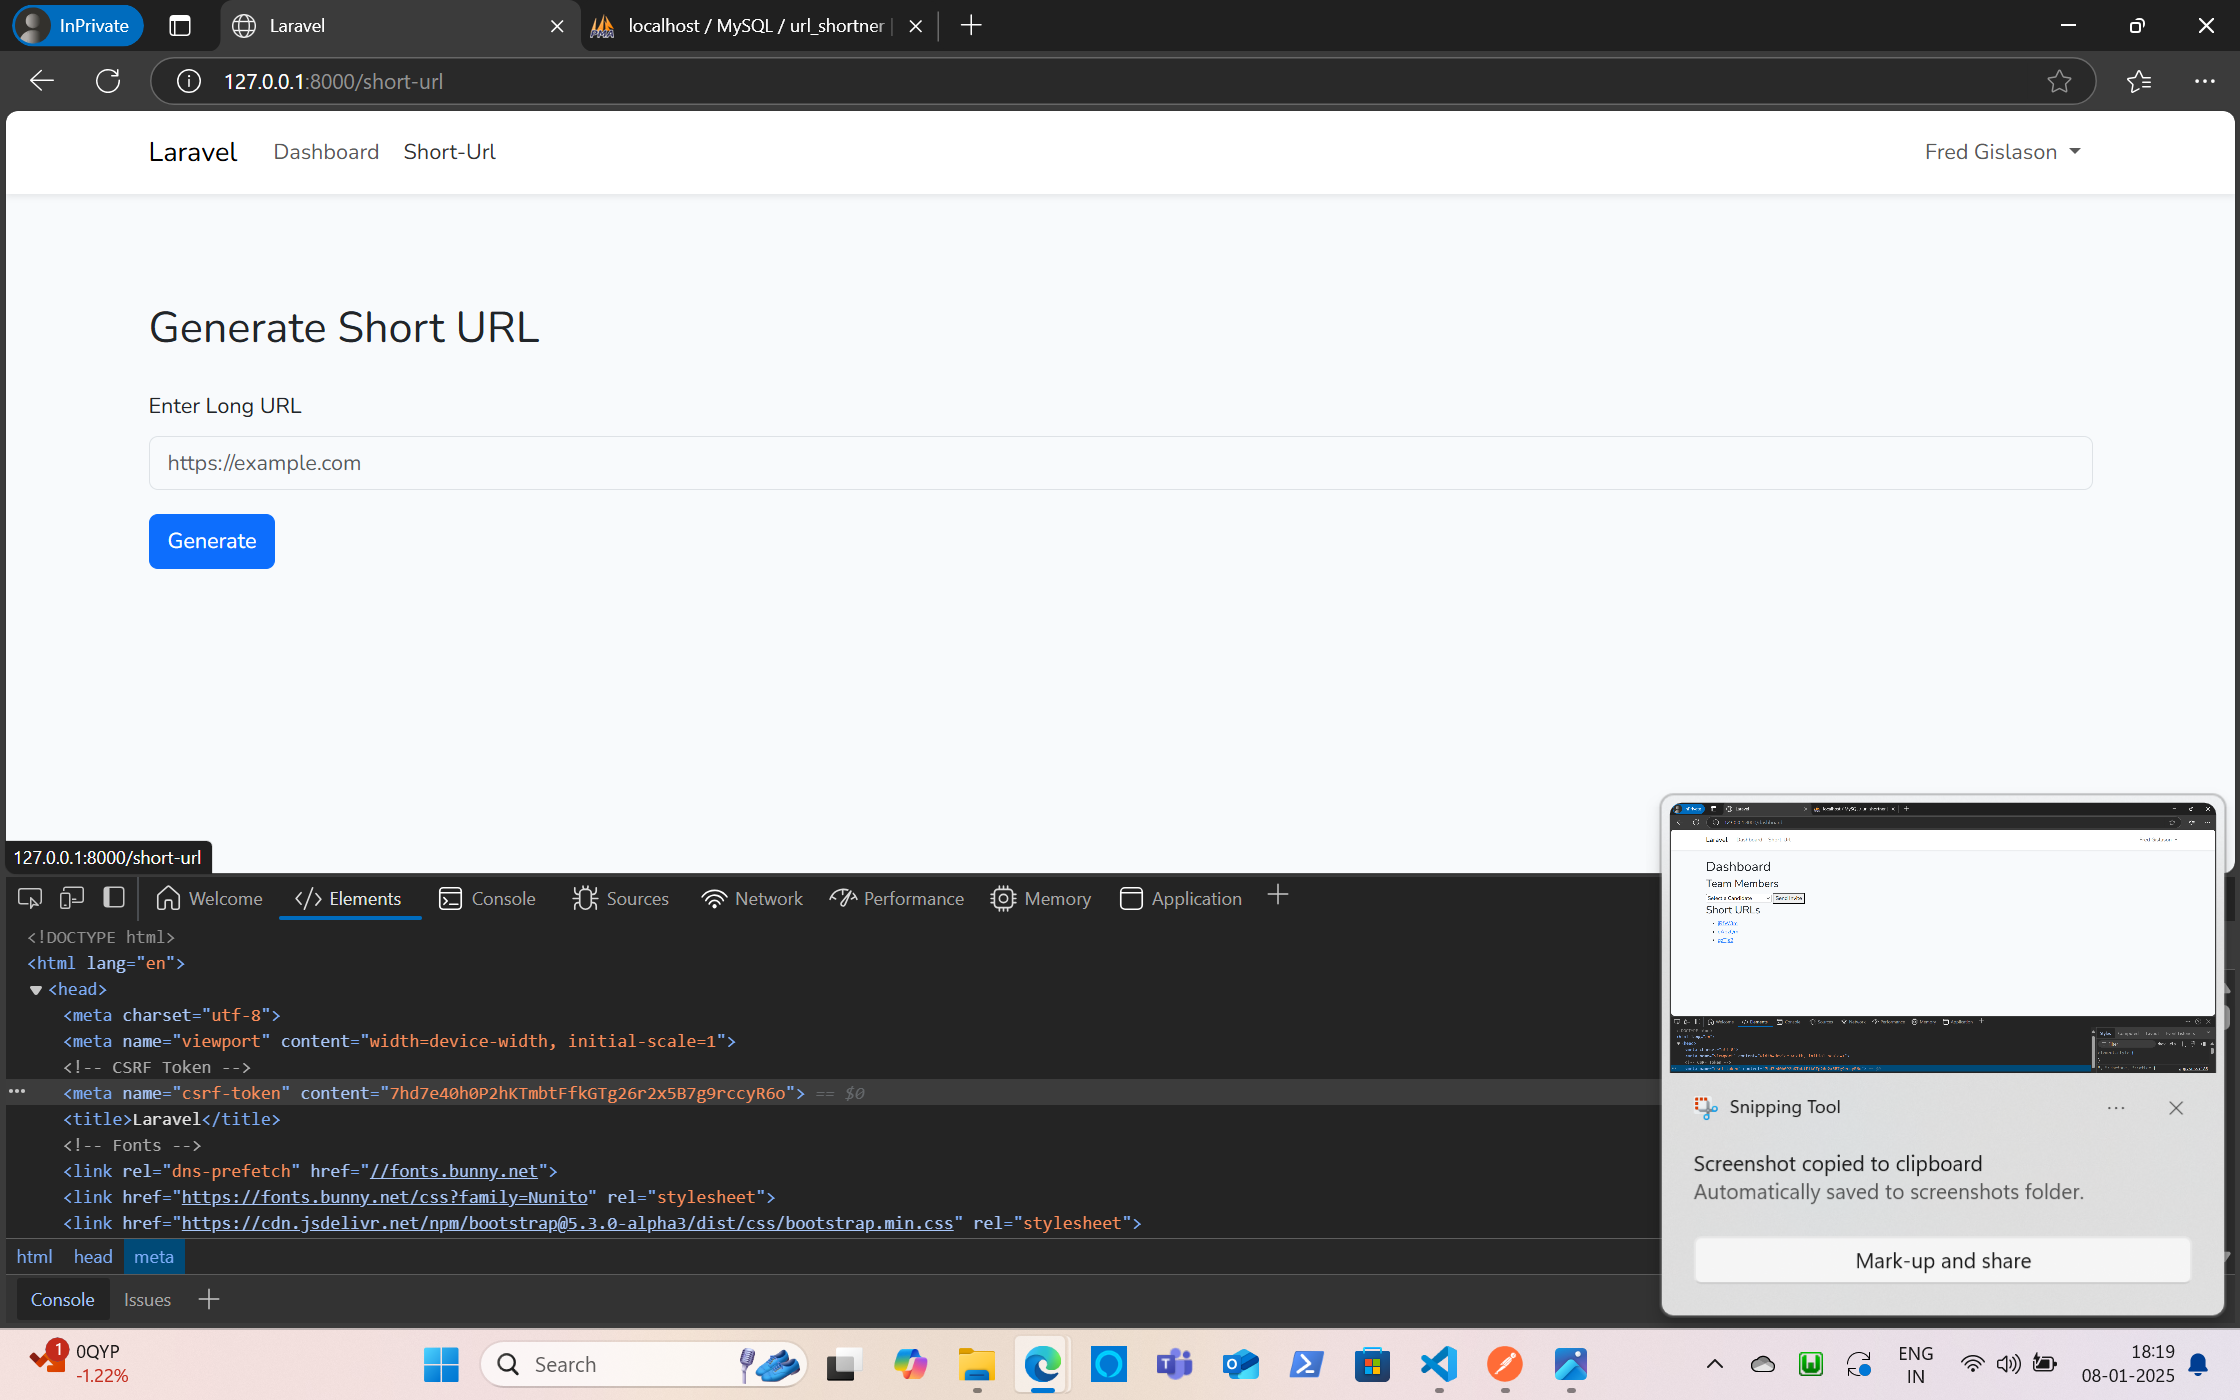 InPrivate
Laravel
localhost / MySQL / url_shortner
127.0.0.1:8000/short-url
Laravel
Dashboard
Short-Url
Fred Gislason
Generate Short URL
Enter Long URL
https://example.com
Generate
127.0.0.1:8000/short-url
Welcome
Elements
Console
Sources
Network
Performance
Memory
Application
<!DOCTYPE html>
<html lang="en">
<head>
<meta charset="utf-8">
<meta name="viewport" content="width=device-width, initial-scale=1">
<!-- CSRF Token -->
<meta name="csrf-token" content="7hd7e40h0P2hKTmbtFfkGTg26r2x5B7g9rccyR6o"> == $0
<title>Laravel</title>
<!-- Fonts -->
<link rel="dns-prefetch" href="//fonts.bunny.net">
<link href="https://fonts.bunny.net/css?family=Nunito" rel="stylesheet">
<link href="https://cdn.jsdelivr.net/npm/bootstrap@5.3.0-alpha3/dist/css/bootstrap.min.css" rel="stylesheet">
html head meta
Console
Issues
Laravel
Dashboard
Team Members
Select a Candidate
Send Invite
Short URLs
Snipping Tool
Screenshot copied to clipboard
Automatically saved to screenshots folder.
Mark-up and share
1
0QYP
-1.22%
Search
ENG
IN
18:19
08-01-2025